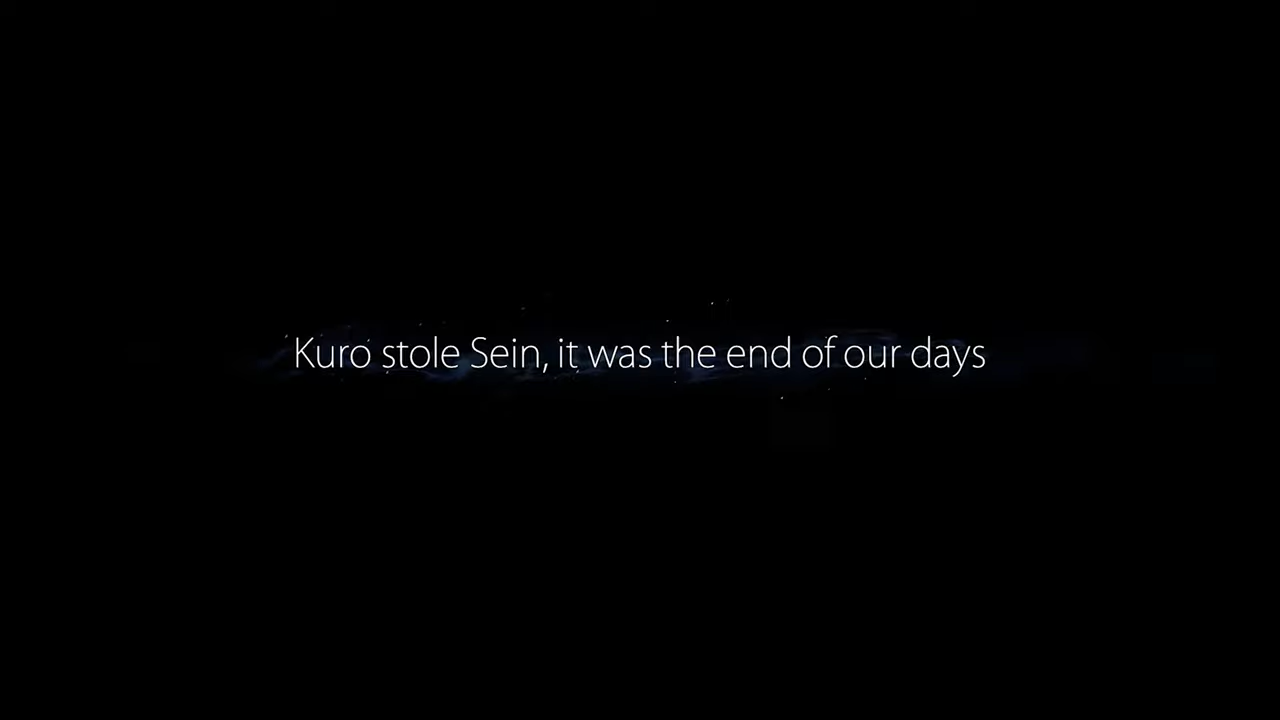 Kuro stole Sein, it was the end of our days